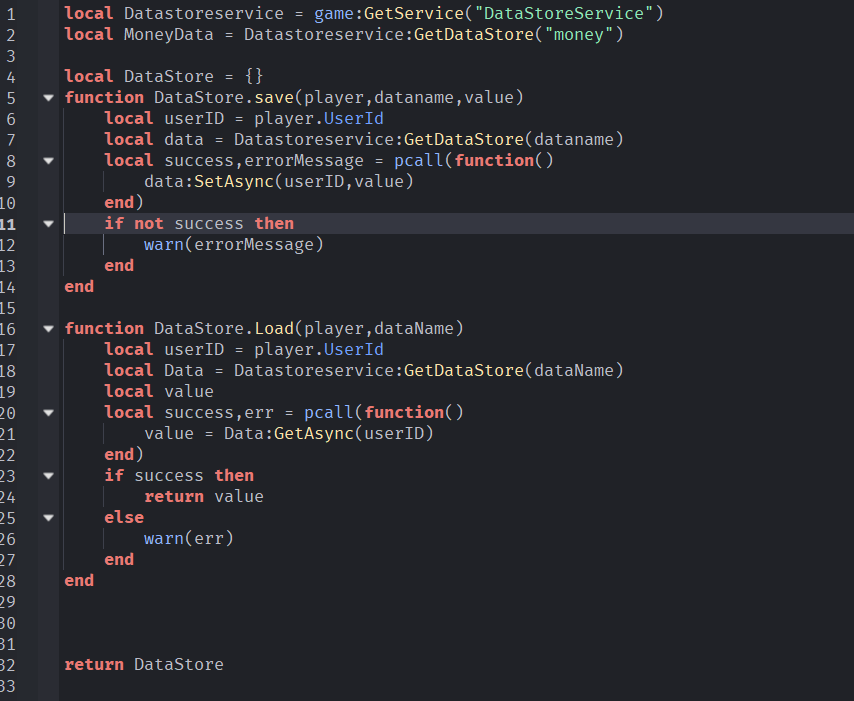 1 local Datastoreservice = game:GetService("DataStoreService")
2 local MoneyData = Datastoreservice:GetDataStore("money")
3
4 local DataStore = {}
5 function DataStore.save(player,dataname,value)
6 local userID = player.UserId
7 local data = Datastoreservice:GetDataStore(dataname)
8 local success,errorMessage = pcall(function()
9 data:SetAsync(userID,value)
10 end)
11 if not success then
12 warn(errorMessage)
13 end
14 end
15
16 function DataStore.Load(player,dataName)
17 local userID = player.UserId
18 local Data = Datastoreservice:GetDataStore(dataName)
19 local value
20 local success,err = pcall(function()
21 value = Data:GetAsync(userID)
22 end)
23 if success then
24 return value
25 else
26 warn(err)
27 end
28 end
29
30
31
32 return DataStore
33